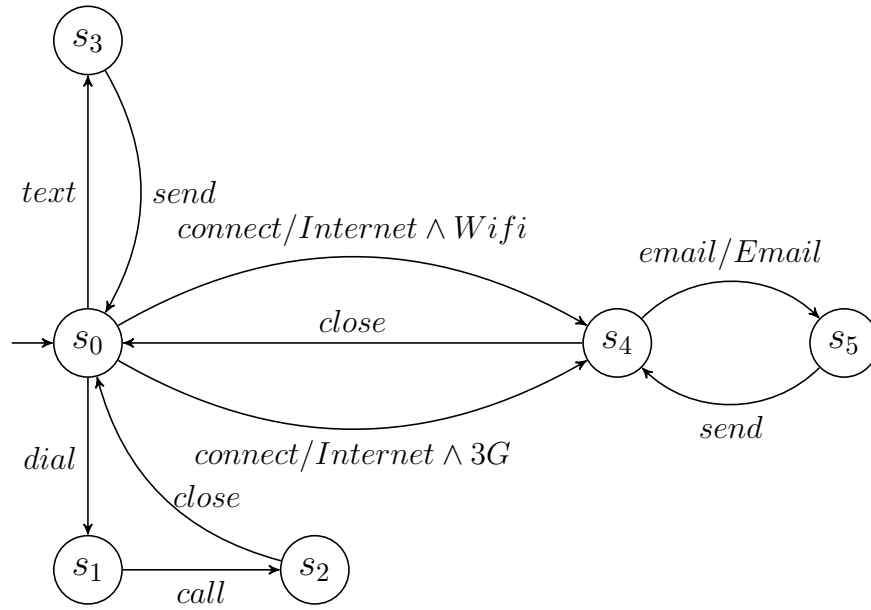 s₃
text
send
connect/Internet ∧ Wifi
email/Email
s₀
close
s₄
s₅
dial
connect/Internet ∧ 3G
send
close
s₁
call
s₂